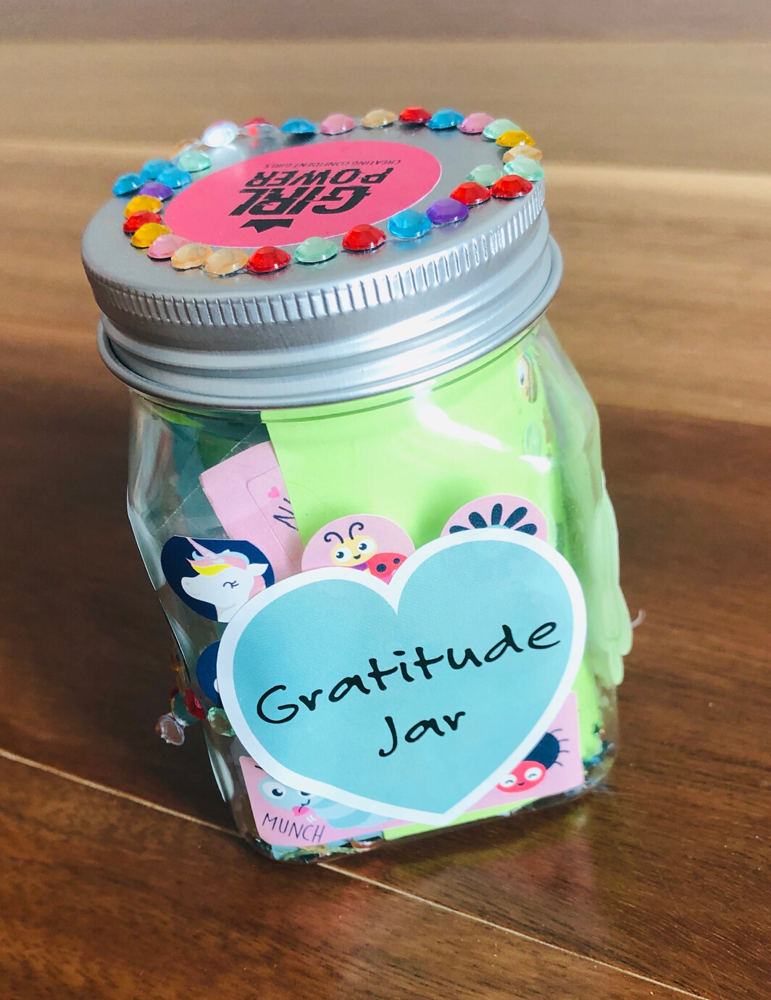 GIRL
POWER
CREATING CONFIDENT GIRLS
Gratitude
Jar
MUNCH